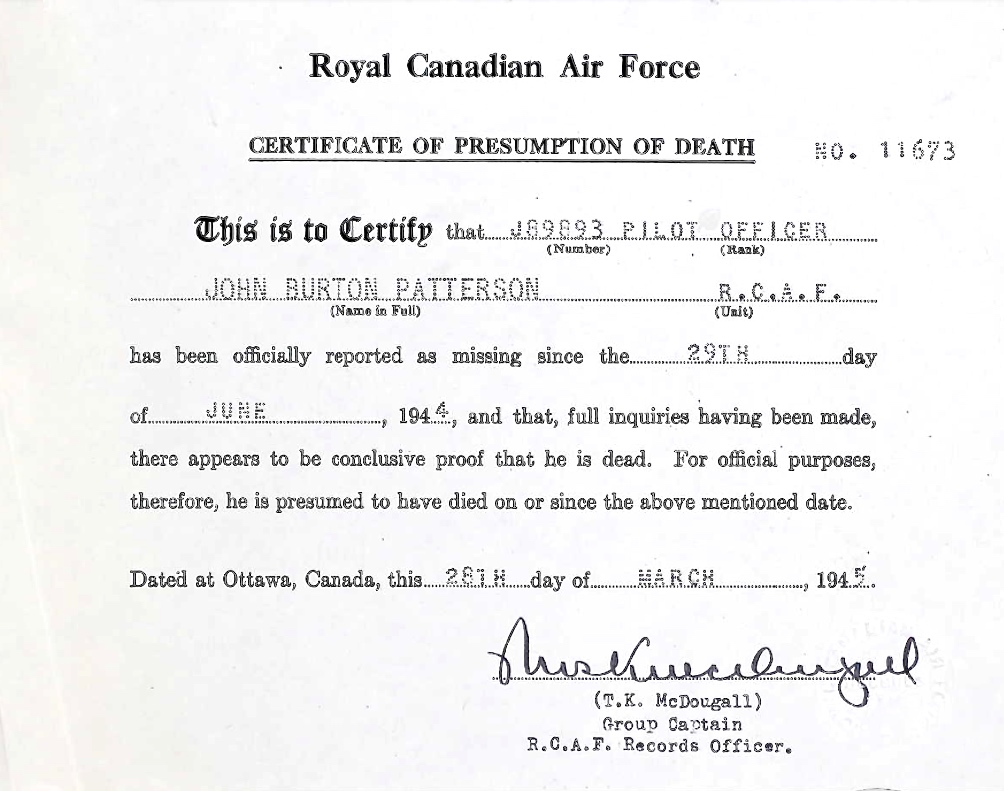 Royal Canadian Air Force
CERTIFICATE OF PRESUMPTION OF DEATH NO. 11673
This is to Certify that J89893 PILOT OFFICER
(Number) (Rank)
JOHN BURTON PATTERSON R.C.A.F.
(Name in Full) (Unit)
has been officially reported as missing since the 29TH day
of JUNE, 1944, and that, full inquiries having been made,
there appears to be conclusive proof that he is dead. For official purposes,
therefore, he is presumed to have died on or since the above mentioned date.
Dated at Ottawa, Canada, this 28TH day of MARCH, 1945.
(T.K. McDougall)
Group Captain
R.C.A.F. Records Officer.